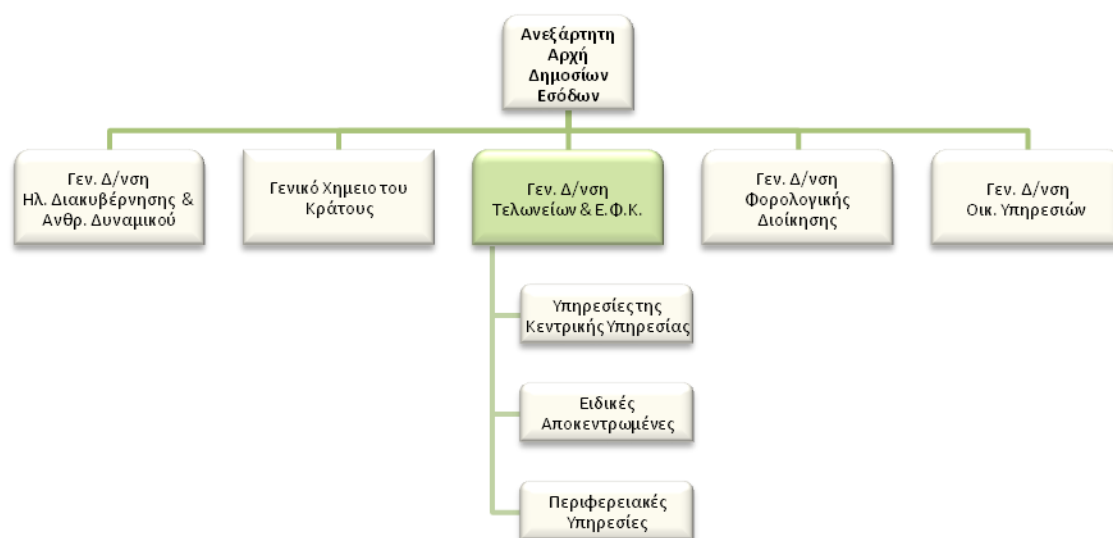 Ανεξάρτητη
Αρχή
Δημοσίων
Εσόδων
Γεν. Δ/νση
Ηλ. Διακυβέρνησης &
Ανθρ. Δυναμικού
Γενικό Χημειο του
Κράτους
Γεν. Δ/νση
Τελωνείων & Ε.Φ.Κ.
Γεν. Δ/νση
Φορολογικής
Διοίκησης
Γεν. Δ/νση
Οικ. Υπηρεσιών
Υπηρεσίες της
Κεντρικής Υπηρεσίας
Ειδικές
Αποκεντρωμένες
Περιφερειακές
Υπηρεσίες